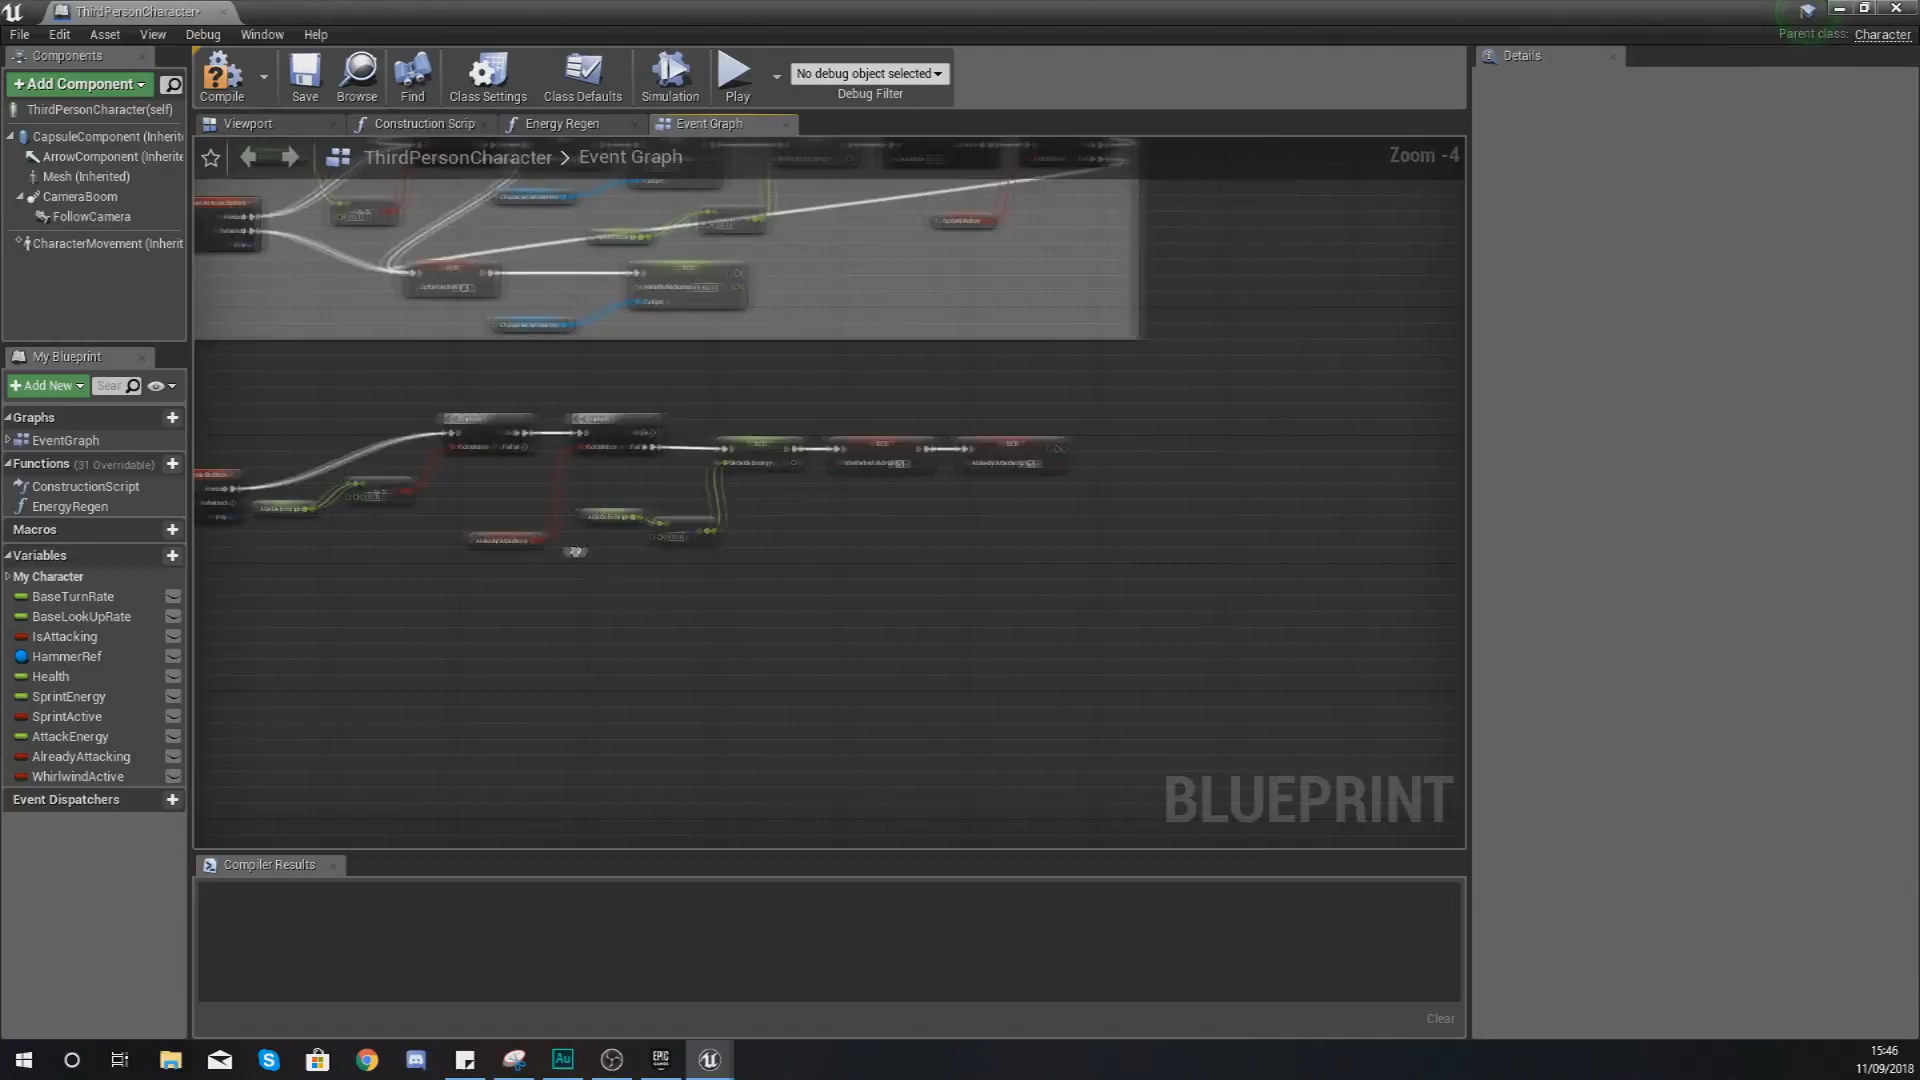 ThirdPersonCharacter*
File Edit Asset View Debug Window Help
Parent class: Character
Components
+Add Component
ThirdPersonCharacter(self)
CapsuleComponent (Inherit
ArrowComponent (Inherite
Mesh (Inherited)
CameraBoom
FollowCamera
CharacterMovement (Inherit
Compile Save Browse Find Class Settings Class Defaults Simulation Play
No debug object selected
Debug Filter
Viewport Construction Scrip Energy Regen Event Graph
ThirdPersonCharacter > Event Graph
Zoom -4
My Blueprint
+Add New Sear
Graphs
EventGraph
Functions (31 Overridable)
ConstructionScript
EnergyRegen
Macros
Variables
My Character
BaseTurnRate
BaseLookUpRate
IsAttacking
HammerRef
Health
SprintEnergy
SprintActive
AttackEnergy
AlreadyAttacking
WhirlwindActive
Event Dispatchers
BLUEPRINT
Compiler Results
Clear
Details
Au
EPIC
GAMES
15:46
11/09/2018